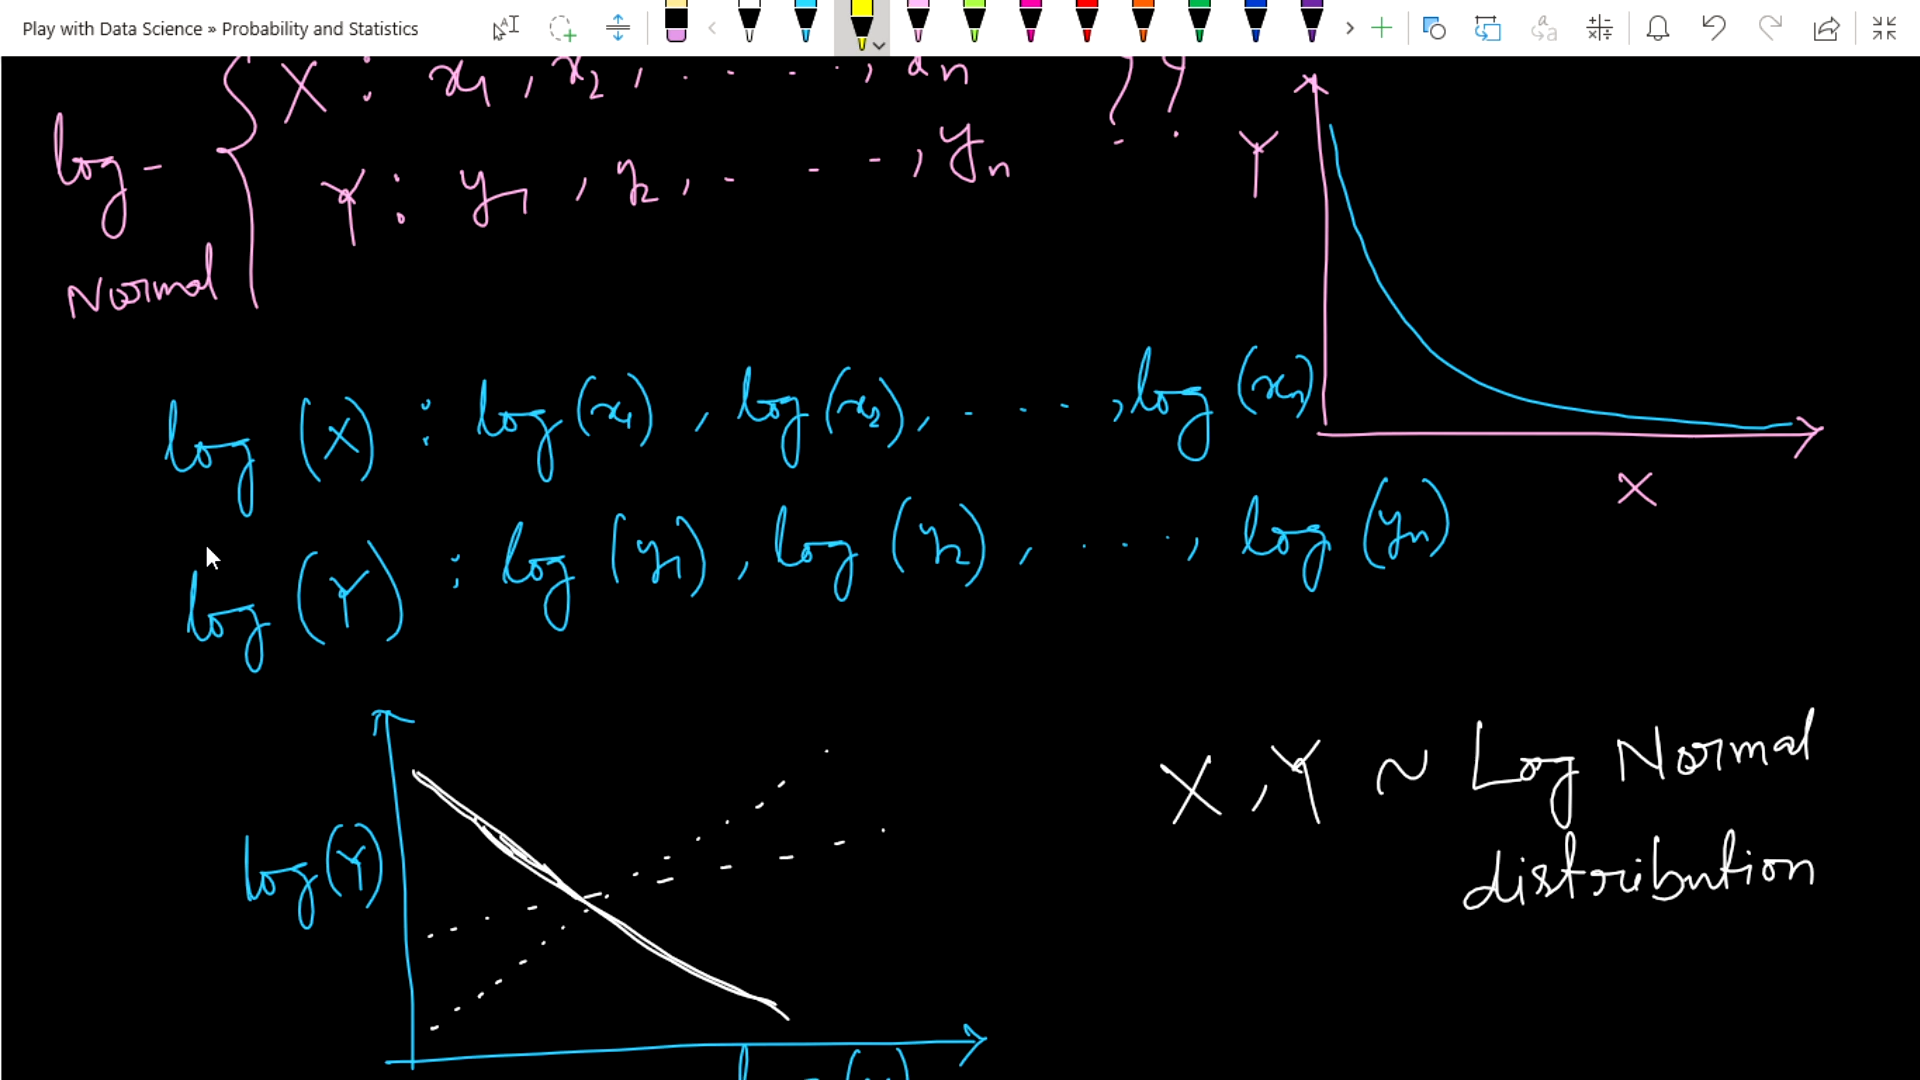 Play with Data Science » Probability and Statistics
X : x1 , x2 , . . . . , xn ? ?
log-
Y : y1 , y2 , - - - , yn
Normal
Y
X
log (X) : log(x1) , log(x2) , - - - - , log (xn)
log (Y) : log (y1) , log (y2) , . . . , log (yn)
X , Y ~ Log Normal
distribution
log(Y)